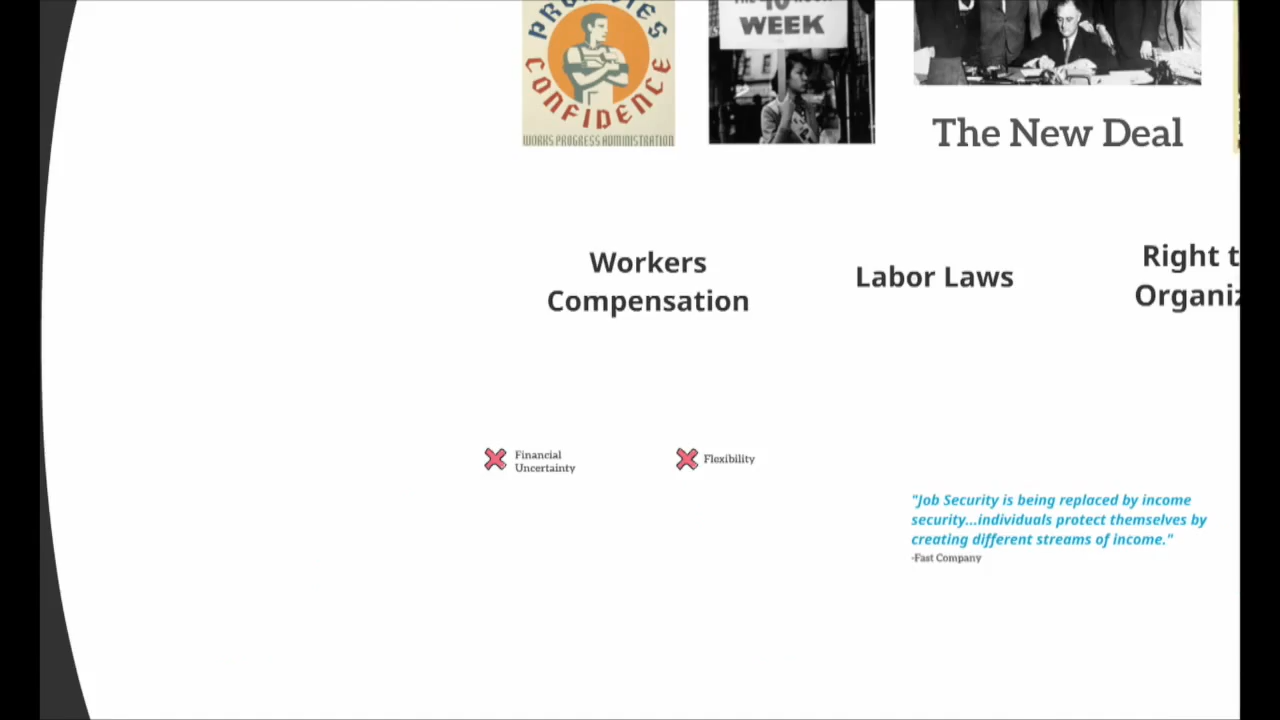 CONFIDENCE
WORKS PROGRESS ADMINISTRATION
WEEK
The New Deal
Workers
Compensation
Labor Laws
Right t
Organiz
Financial
Uncertainty
Flexibility
"Job Security is being replaced by income
security...individuals protect themselves by
creating different streams of income."
-Fast Company